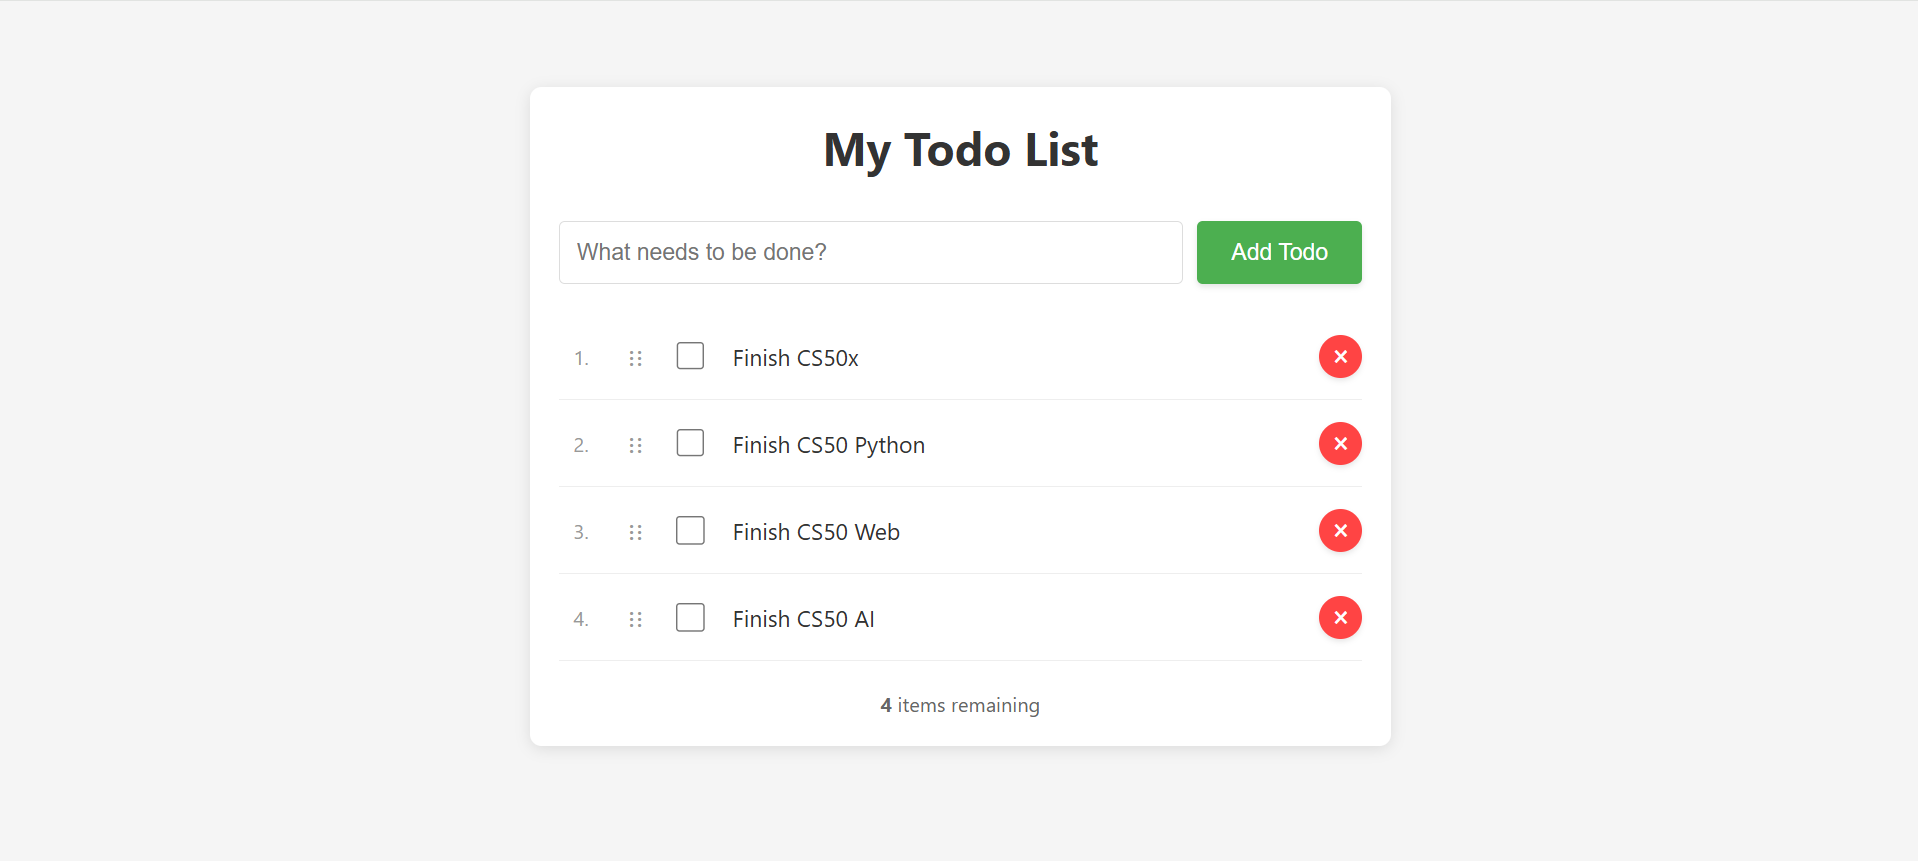 My Todo List
What needs to be done?
Add Todo
1. Finish CS50x
2. Finish CS50 Python
3. Finish CS50 Web
4. Finish CS50 AI
4 items remaining